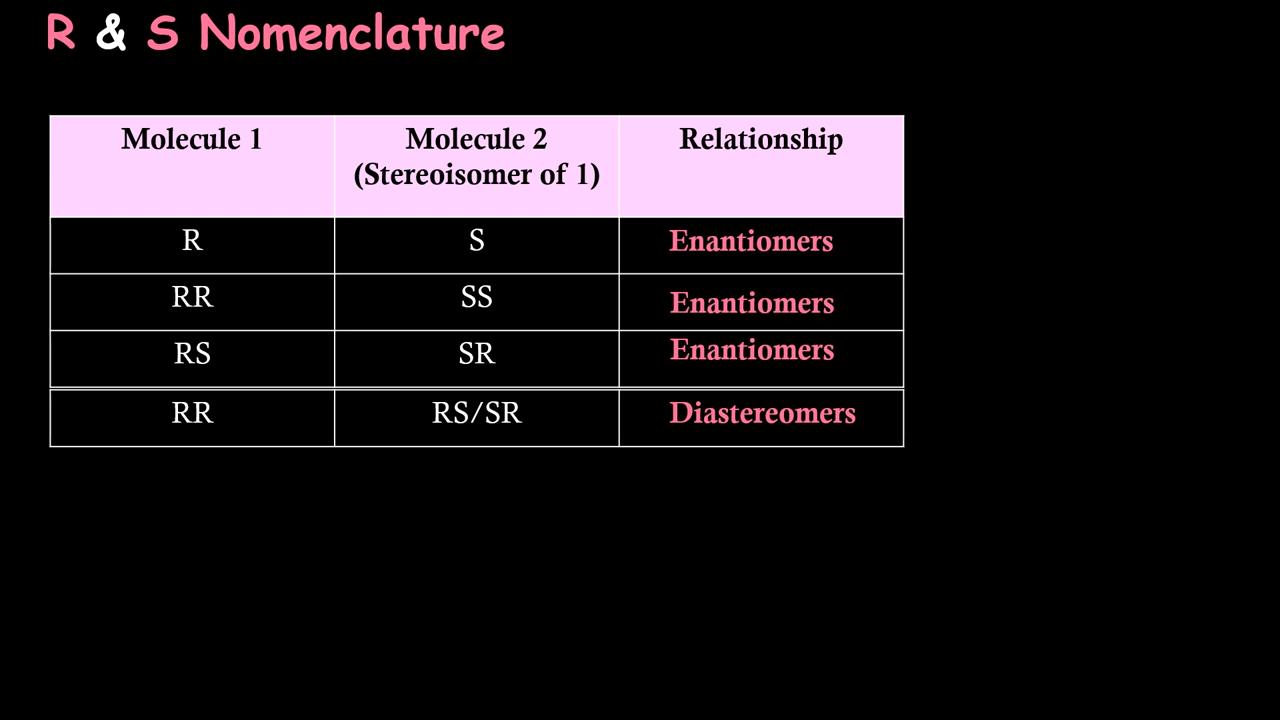 R & S Nomenclature
Molecule 1
Molecule 2
(Stereoisomer of 1)
Relationship
R
S
Enantiomers
RR
SS
Enantiomers
RS
SR
Enantiomers
RR
RS/SR
Diastereomers